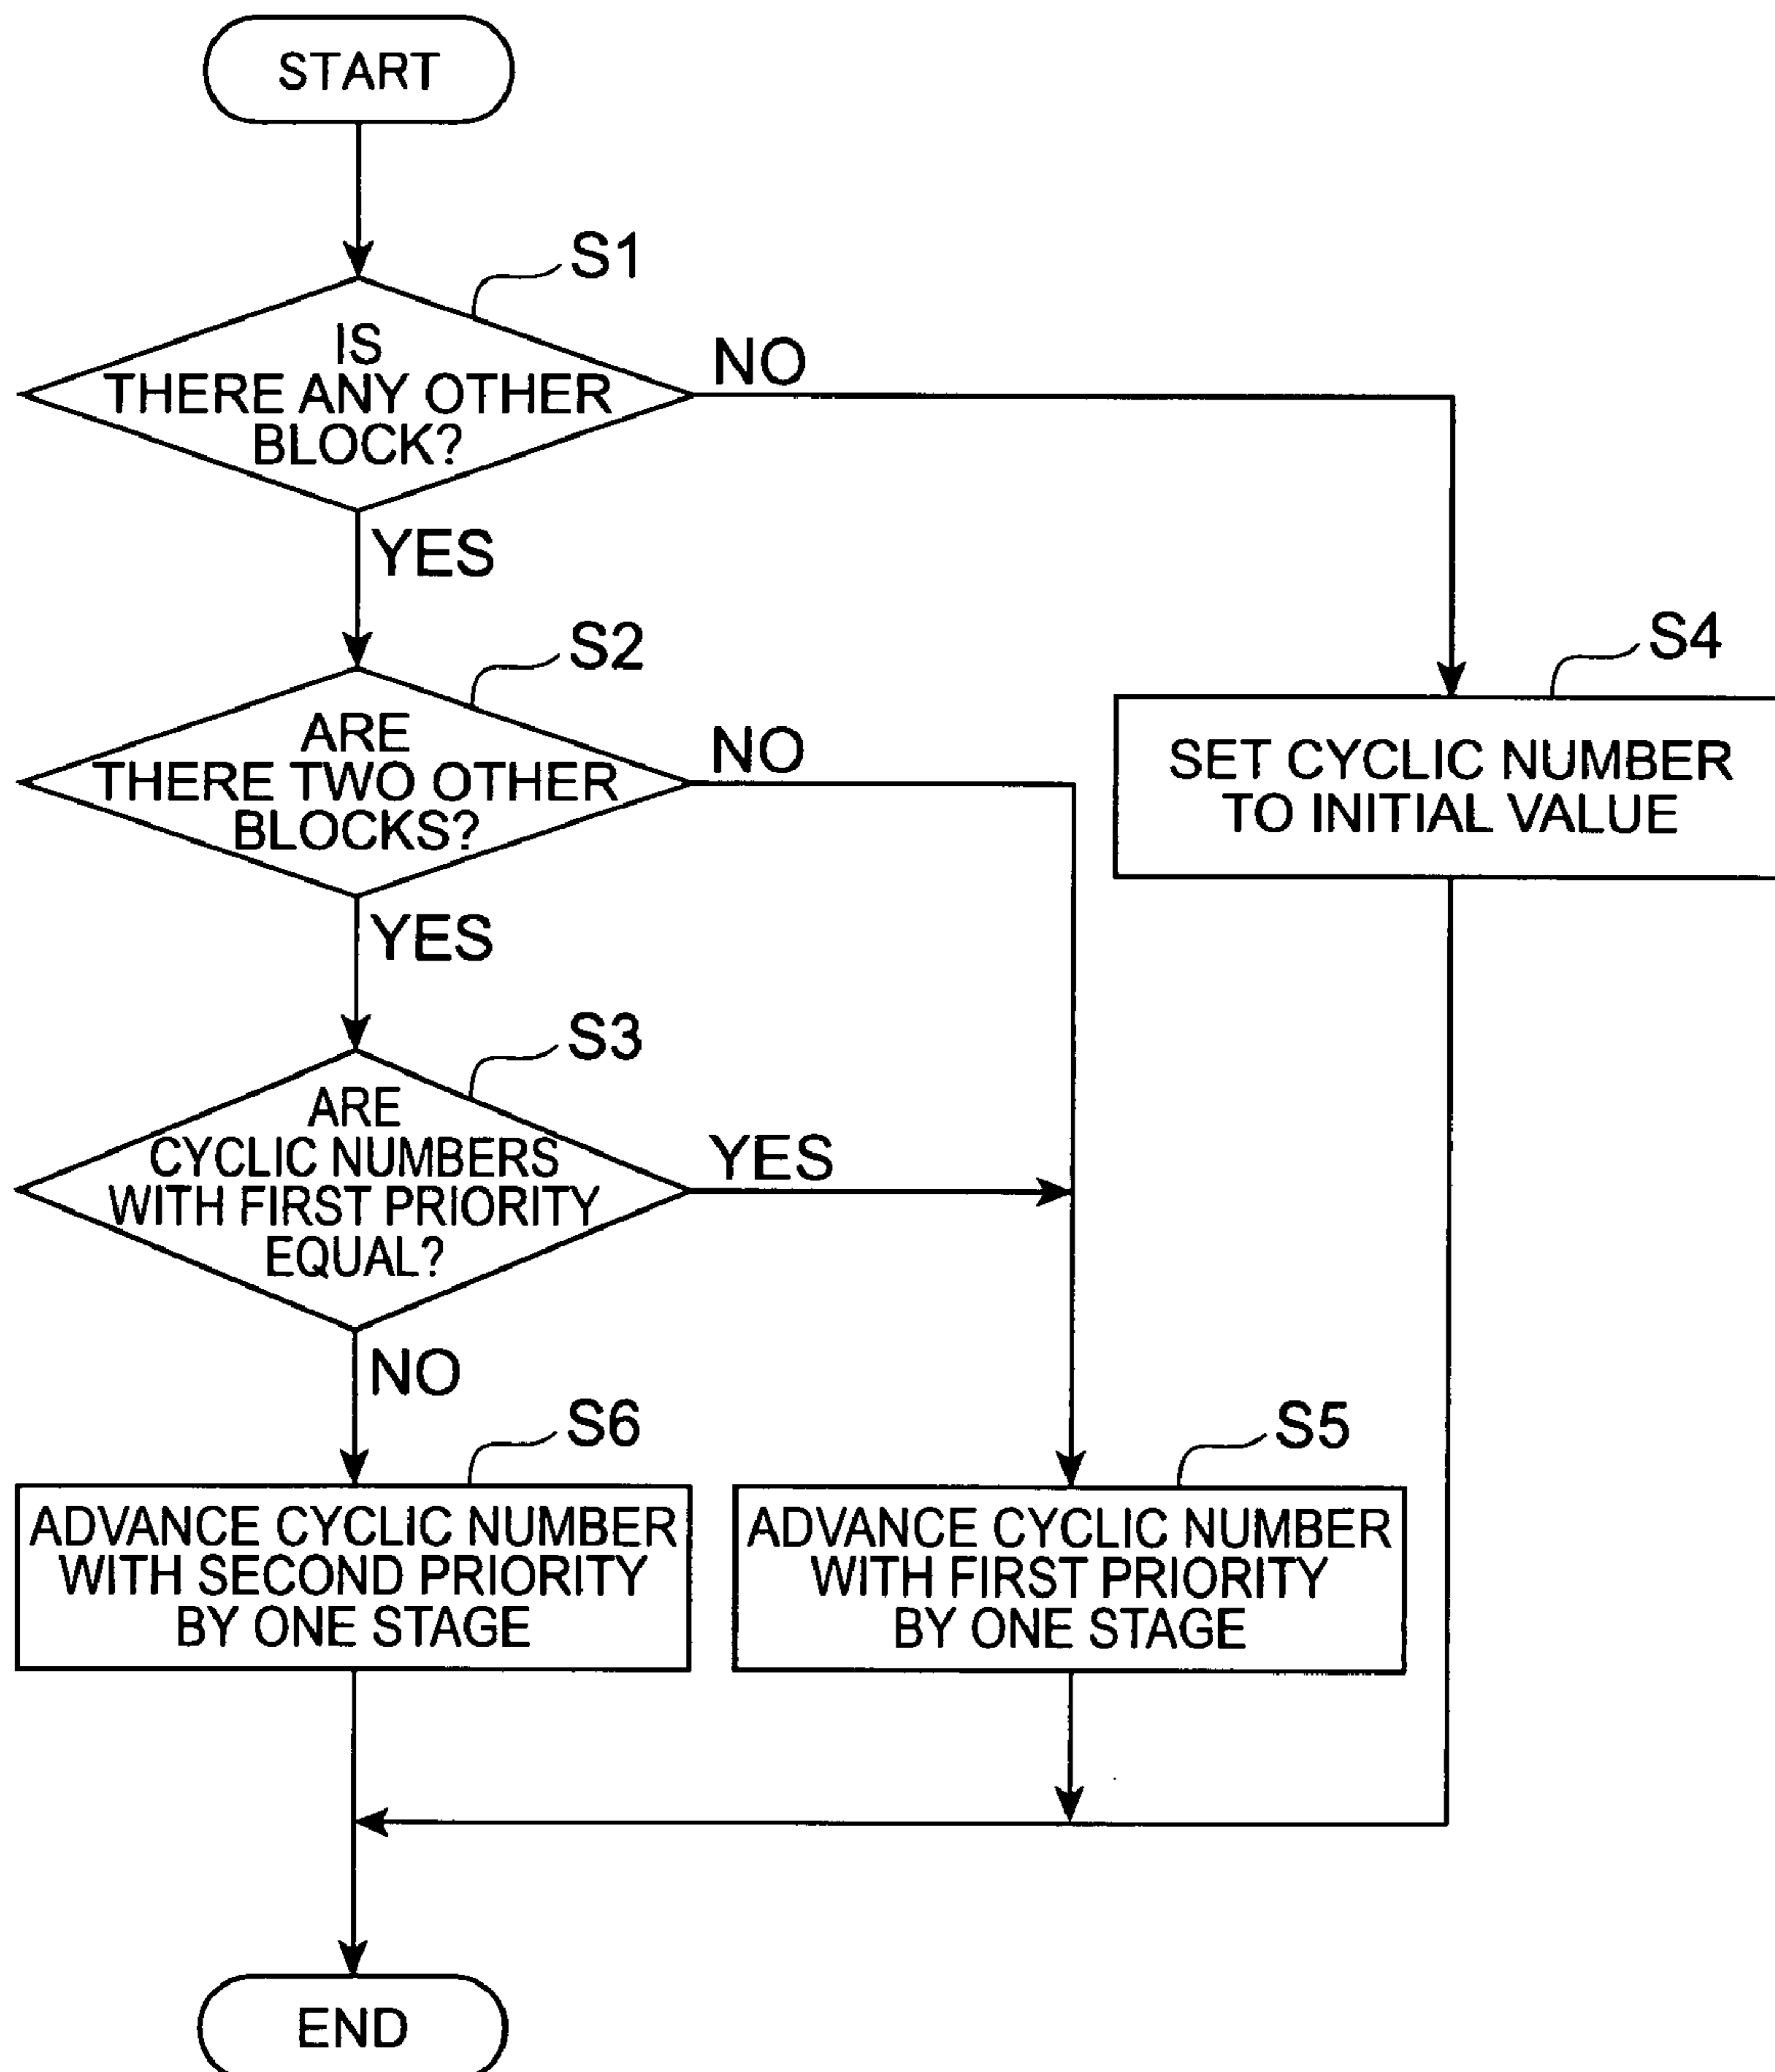 START
S1
IS
THERE ANY OTHER
BLOCK?
NO
YES
S2
ARE
THERE TWO OTHER
BLOCKS?
NO
YES
S4
SET CYCLIC NUMBER
TO INITIAL VALUE
S3
ARE
CYCLIC NUMBERS
WITH FIRST PRIORITY
EQUAL?
YES
NO
S6
ADVANCE CYCLIC NUMBER
WITH SECOND PRIORITY
BY ONE STAGE
S5
ADVANCE CYCLIC NUMBER
WITH FIRST PRIORITY
BY ONE STAGE
END